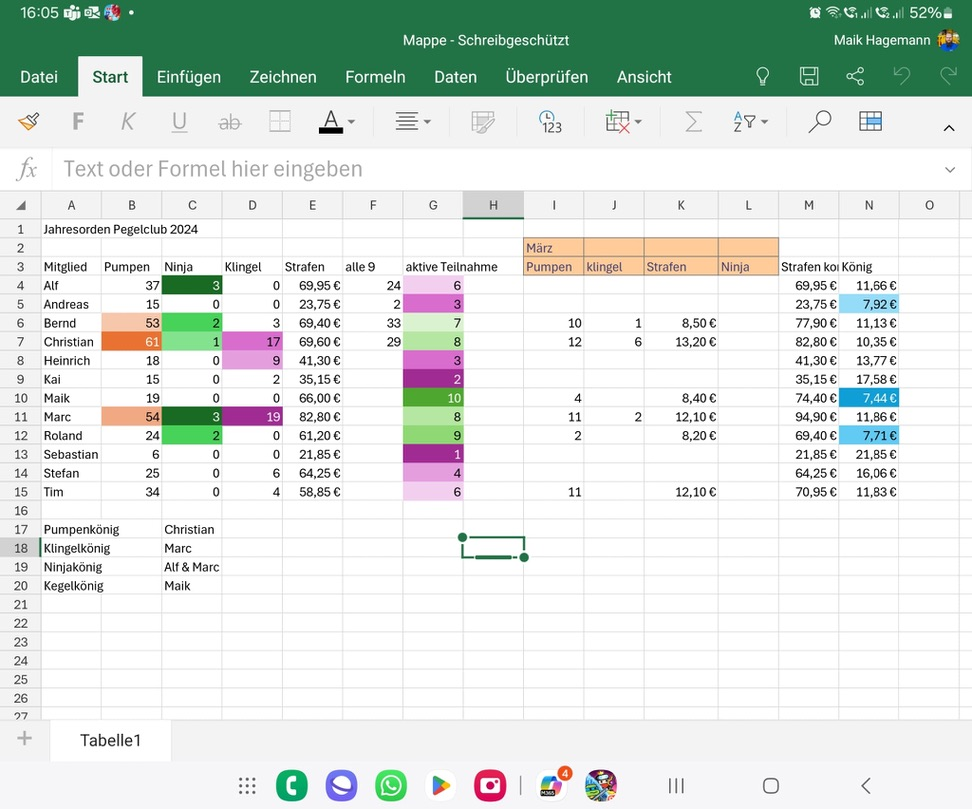 16:05 52%
Mappe - Schreibgeschützt
Maik Hagemann
Datei Start Einfügen Zeichnen Formeln Daten Überprüfen Ansicht
F K U ab A 123 A Z
fx Text oder Formel hier eingeben
A B C D E F G H I J K L M N O
1 Jahresorden Pegelclub 2024
2 März
3 Mitglied Pumpen Ninja Klingel Strafen alle 9 aktive Teilnahme Pumpen klingel Strafen Ninja Strafen kor König
4 Alf 37 3 0 69,95 € 24 6 69,95 € 11,66 €
5 Andreas 15 0 0 23,75 € 2 3 23,75 € 7,92 €
6 Bernd 53 2 3 69,40 € 33 7 10 1 8,50 € 77,90 € 11,13 €
7 Christian 61 1 17 69,60 € 29 8 12 6 13,20 € 82,80 € 10,35 €
8 Heinrich 18 0 9 41,30 € 3 41,30 € 13,77 €
9 Kai 15 0 2 35,15 € 2 35,15 € 17,58 €
10 Maik 19 0 0 66,00 € 10 4 8,40 € 74,40 € 7,44 €
11 Marc 54 3 19 82,80 € 8 11 2 12,10 € 94,90 € 11,86 €
12 Roland 24 2 0 61,20 € 9 2 8,20 € 69,40 € 7,71 €
13 Sebastian 6 0 0 21,85 € 1 21,85 € 21,85 €
14 Stefan 25 0 6 64,25 € 4 64,25 € 16,06 €
15 Tim 34 0 4 58,85 € 6 11 12,10 € 70,95 € 11,83 €
16
17 Pumpenkönig Christian
18 Klingelkönig Marc
19 Ninjakönig Alf & Marc
20 Kegelkönig Maik
21
22
23
24
25
26
27
Tabelle1
4
M365